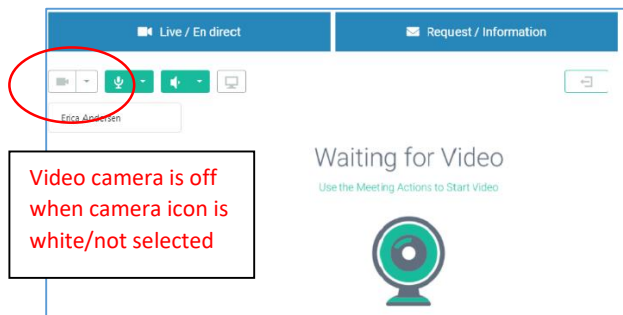 Live / En direct
Request / Information
Erica Andersen
Waiting for Video
Use the Meeting Actions to Start Video
Video camera is off
when camera icon is
white/not selected